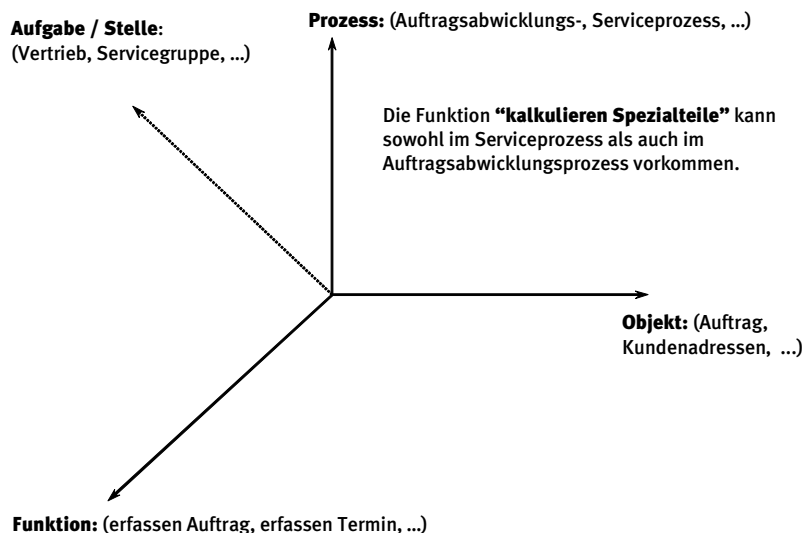 Aufgabe / Stelle:
(Vertrieb, Servicegruppe, ...)
Prozess: (Auftragsabwicklungs-, Serviceprozess, ...)
Die Funktion “kalkulieren Spezialteile” kann
sowohl im Serviceprozess als auch im
Auftragsabwicklungsprozess vorkommen.
Objekt: (Auftrag,
Kundenadressen, ...)
Funktion: (erfassen Auftrag, erfassen Termin, ...)